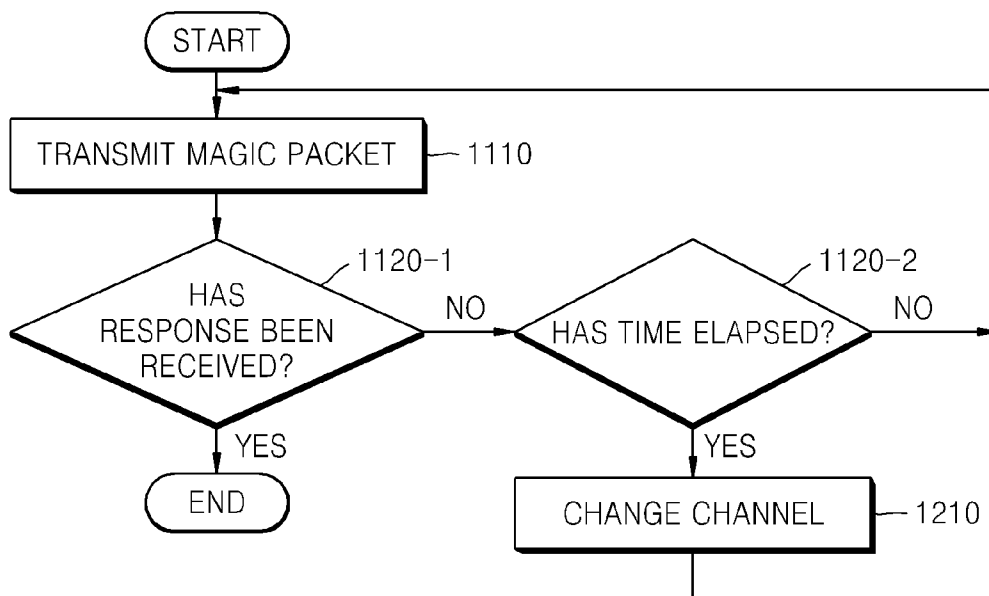 START
TRANSMIT MAGIC PACKET
1110
1120-1
HAS
RESPONSE BEEN
RECEIVED?
NO
YES
END
1120-2
HAS TIME ELAPSED?
NO
YES
CHANGE CHANNEL
1210